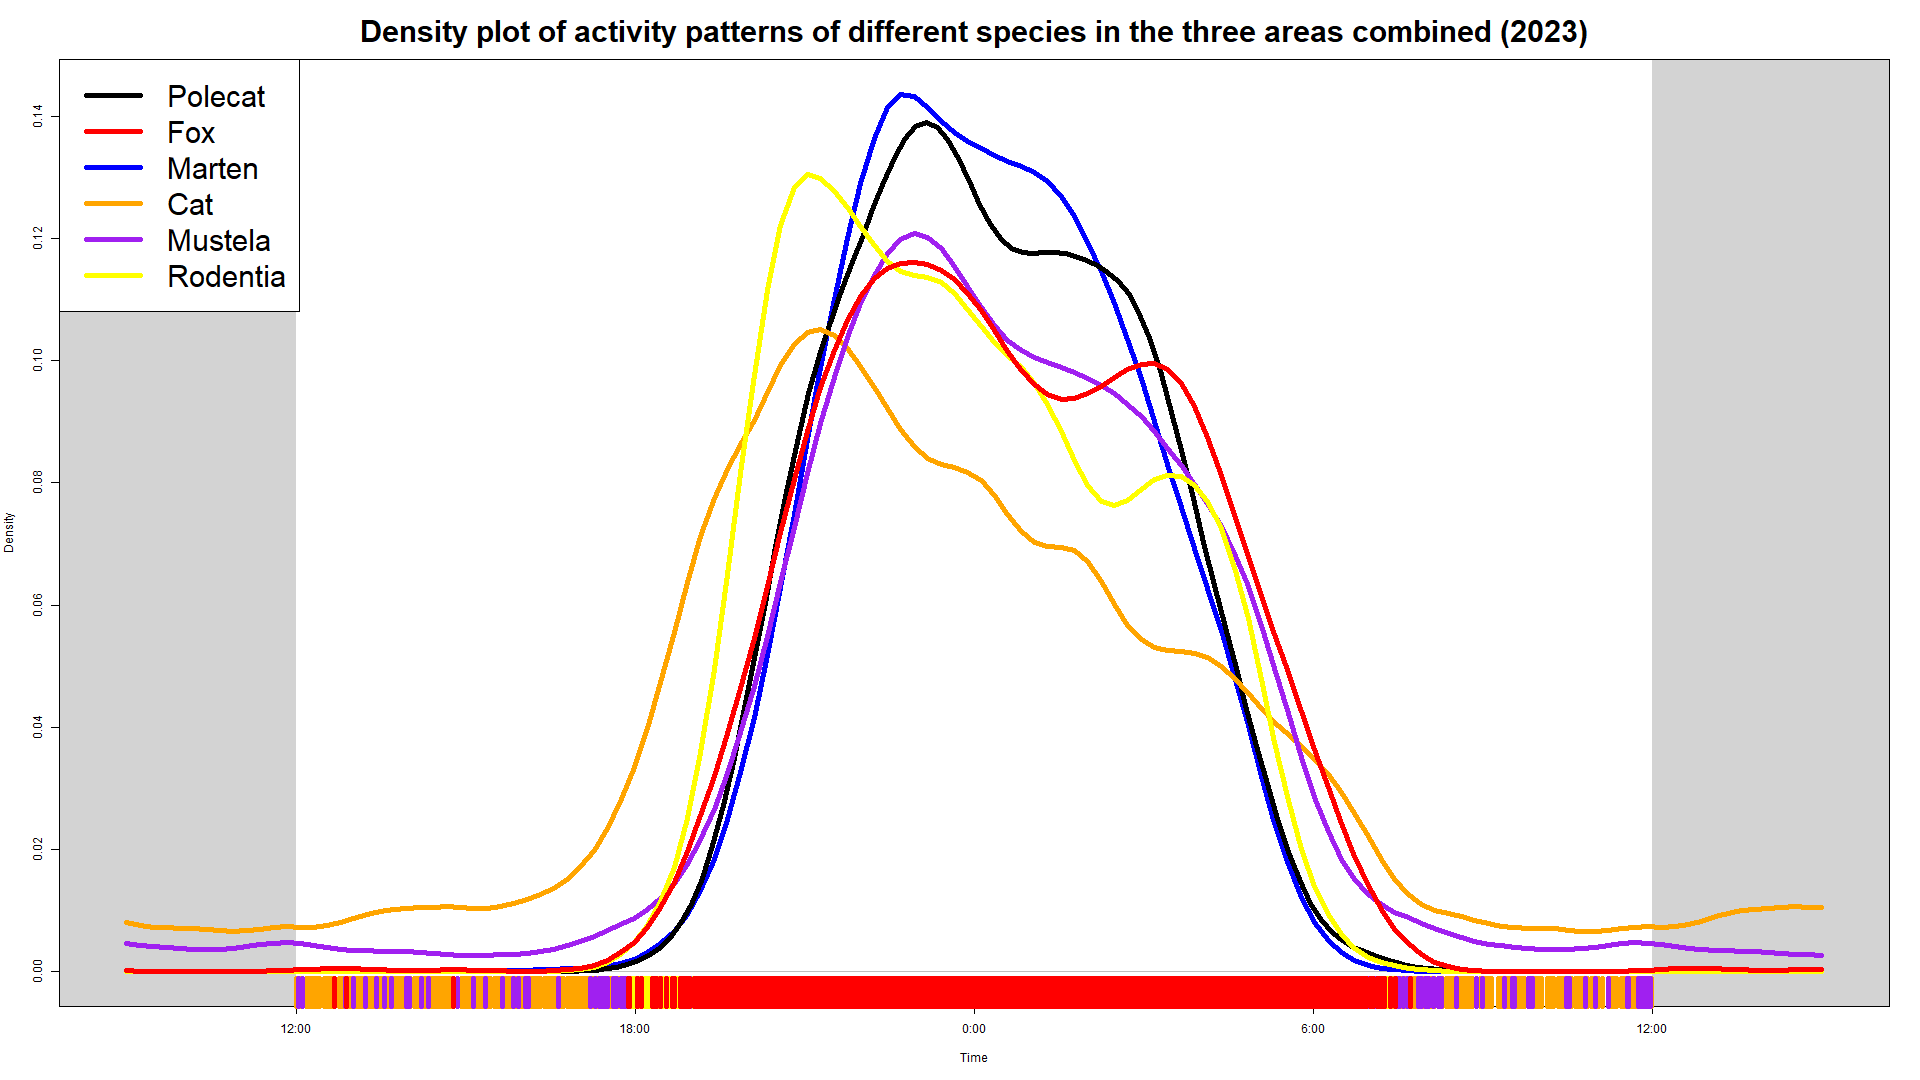 Density plot of activity patterns of different species in the three areas combined (2023)
Polecat
Fox
Marten
Cat
Mustela
Rodentia
Density
0.14
0.12
0.10
0.08
0.06
0.04
0.02
0.00
12:00 18:00 0:00 6:00 12:00
Time